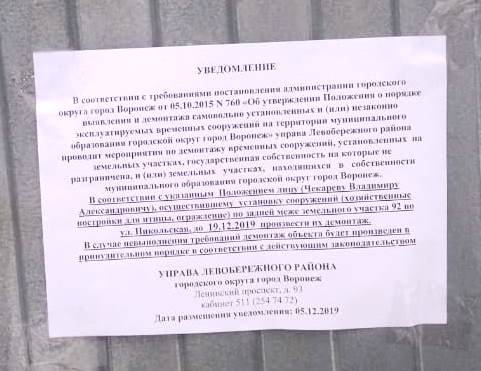 УВЕДОМЛЕНИЕ
В соответствии с требованиями постановления администрации городского
округа город Воронеж от 05.10.2015 N 760 «Об утверждении Положения о порядке
выявления и демонтажа самовольно установленных и (или) незаконно
эксплуатируемых временных сооружений на территории муниципального
образования городской округ город Воронеж» управа Левобережного района
проводит мероприятия по демонтажу временных сооружений, установленных на
земельных участках, государственная собственность на которые не
разграничена, и (или) земельных участках, находящихся в собственности
муниципального образования городской округ город Воронеж.
В соответствии с указанным Положением лицу (Чекареву Владимиру
Александровичу), осуществившему установку сооружений (хозяйственные
постройки для птицы, ограждение) по задней меже земельного участка 92 по
ул. Никольская, до 19.12.2019 произвести их демонтаж.
В случае невыполнения требований демонтаж объекта будет произведен в
принудительном порядке в соответствии с действующим законодательством
УПРАВА ЛЕВОБЕРЕЖНОГО РАЙОНА
городского округа город Воронеж
Ленинский проспект, д. 93
кабинет 511 (254 74 72)
Дата размещения уведомления: 05.12.2019